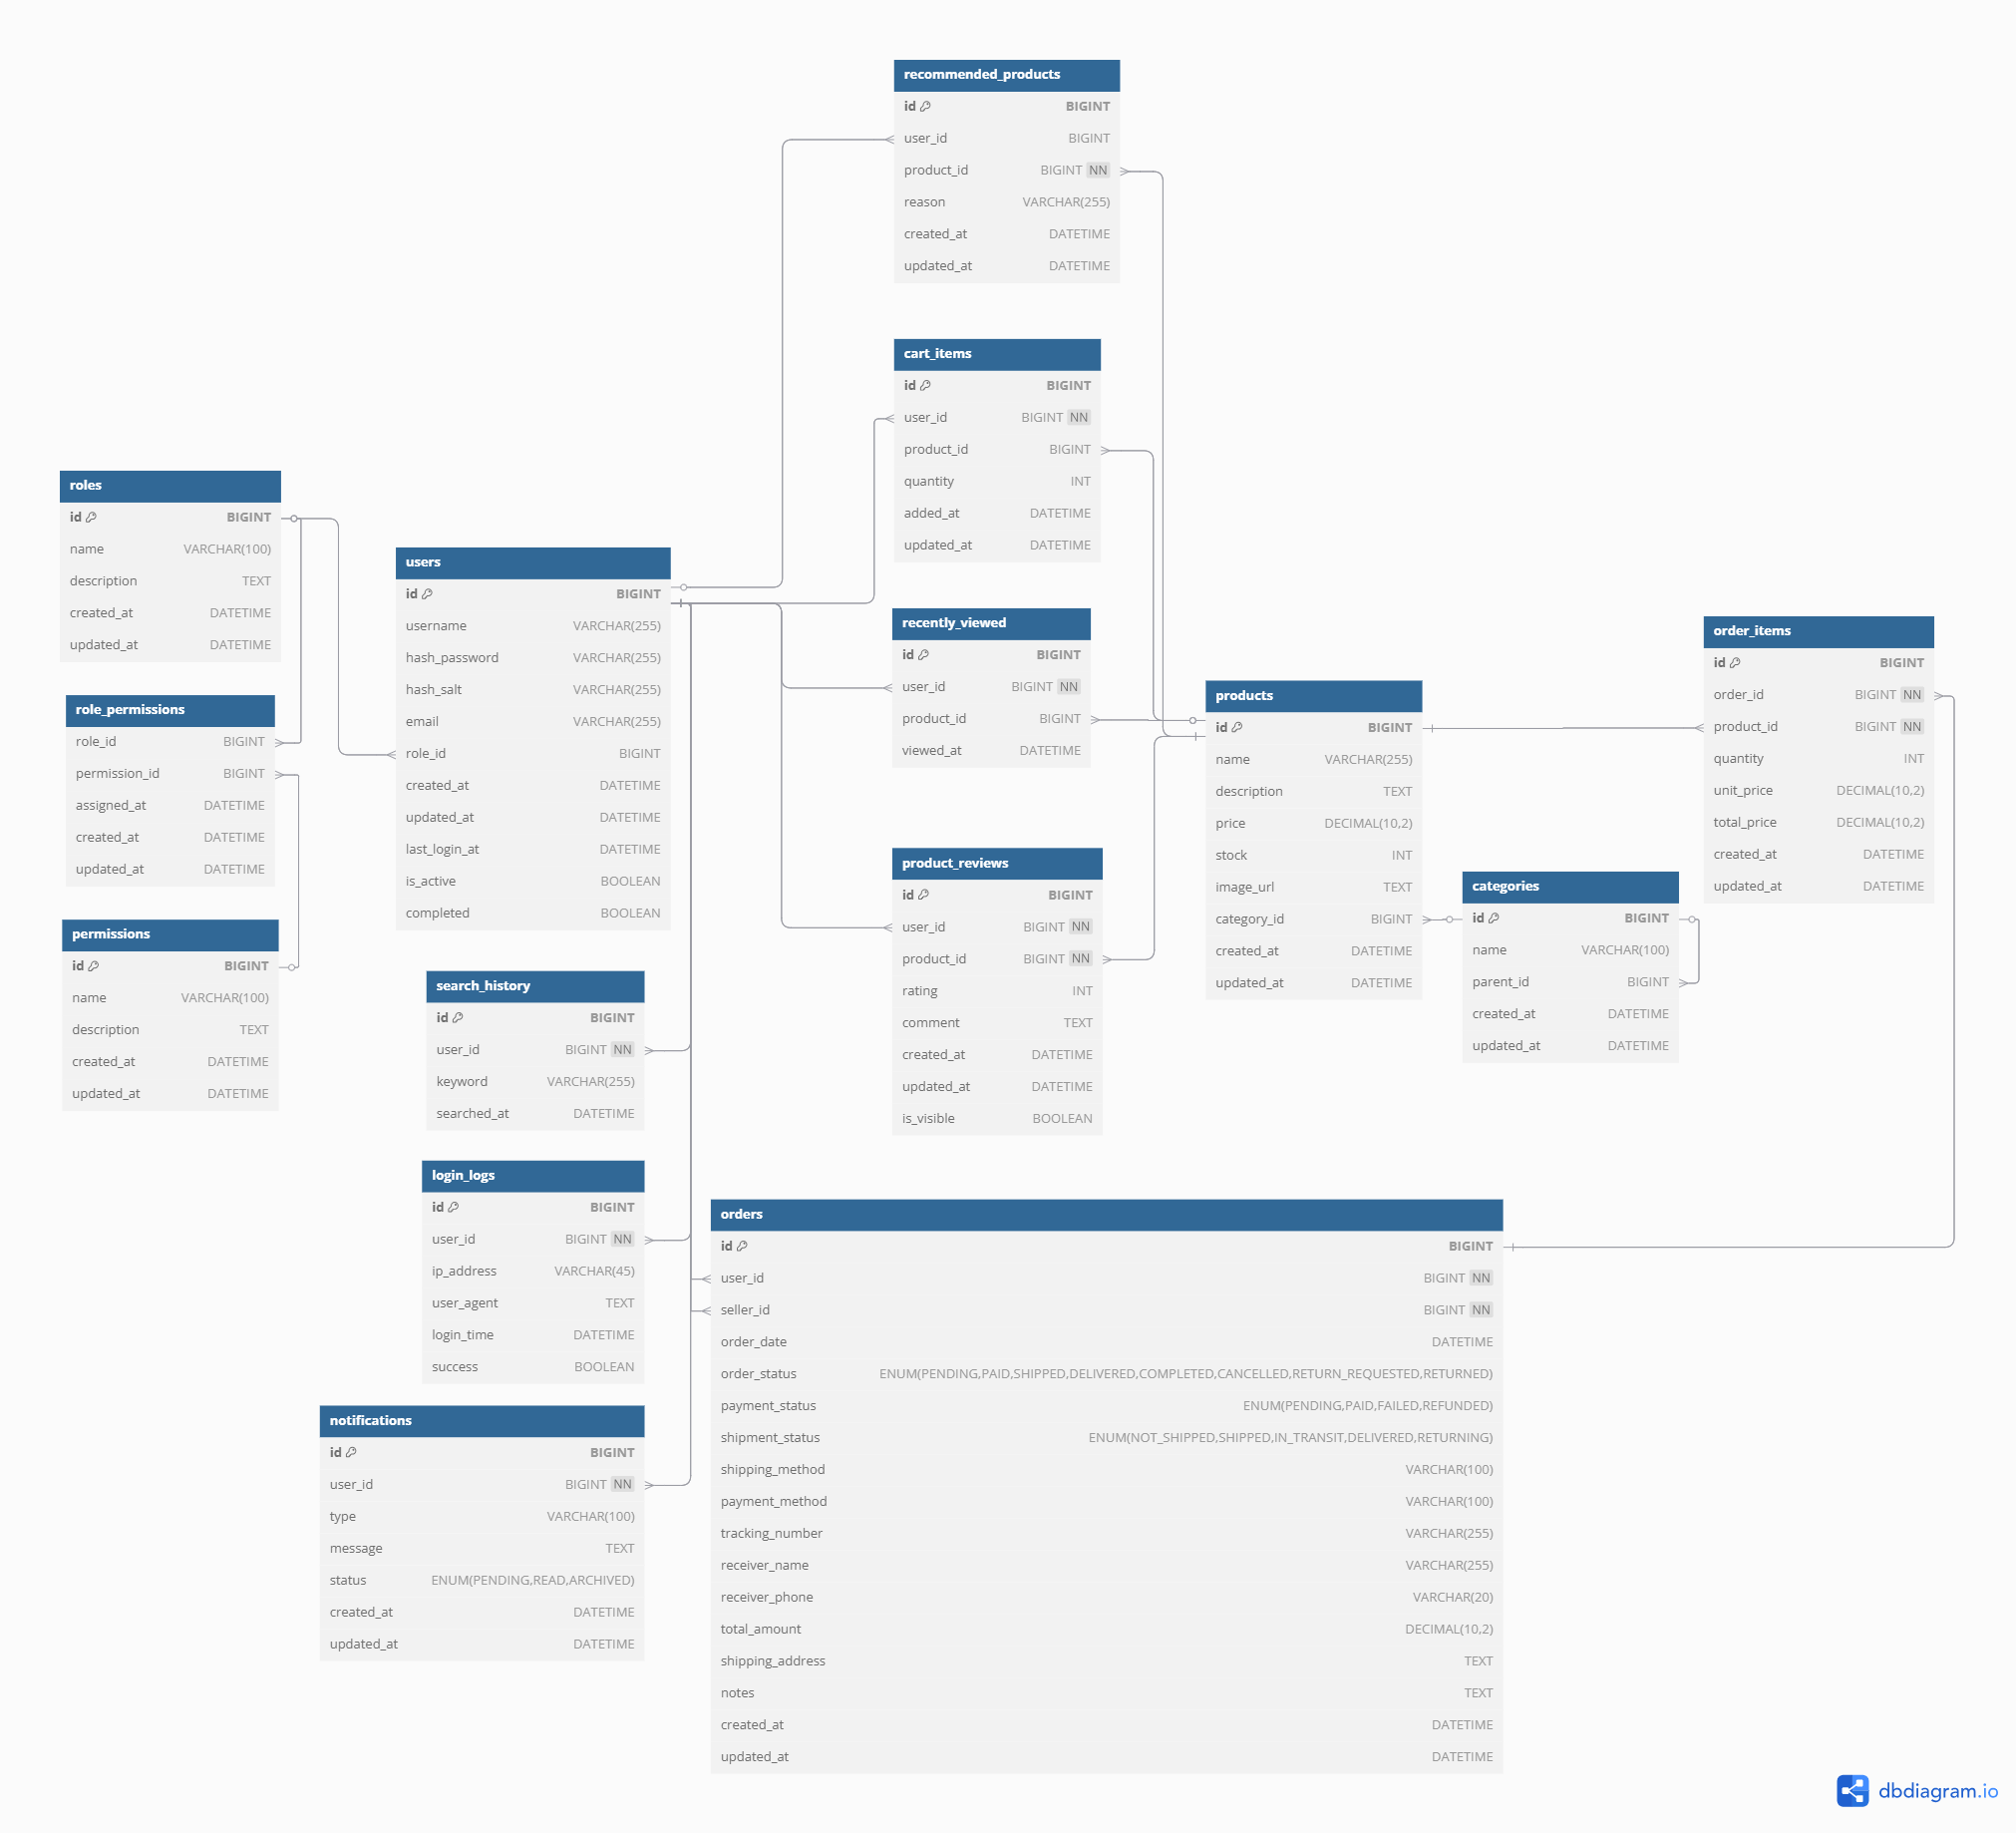 recommended_products
id BIGINT
user_id BIGINT
product_id BIGINT NN
reason VARCHAR(255)
created_at DATETIME
updated_at DATETIME
cart_items
id BIGINT
user_id BIGINT NN
product_id BIGINT
quantity INT
added_at DATETIME
updated_at DATETIME
roles
id BIGINT
name VARCHAR(100)
description TEXT
created_at DATETIME
updated_at DATETIME
role_permissions
role_id BIGINT
permission_id BIGINT
assigned_at DATETIME
created_at DATETIME
updated_at DATETIME
permissions
id BIGINT
name VARCHAR(100)
description TEXT
created_at DATETIME
updated_at DATETIME
users
id BIGINT
username VARCHAR(255)
hash_password VARCHAR(255)
hash_salt VARCHAR(255)
email VARCHAR(255)
role_id BIGINT
created_at DATETIME
updated_at DATETIME
last_login_at DATETIME
is_active BOOLEAN
completed BOOLEAN
recently_viewed
id BIGINT
user_id BIGINT NN
product_id BIGINT
viewed_at DATETIME
product_reviews
id BIGINT
user_id BIGINT NN
product_id BIGINT NN
rating INT
comment TEXT
created_at DATETIME
updated_at DATETIME
is_visible BOOLEAN
products
id BIGINT
name VARCHAR(255)
description TEXT
price DECIMAL(10,2)
stock INT
image_url TEXT
category_id BIGINT
created_at DATETIME
updated_at DATETIME
categories
id BIGINT
name VARCHAR(100)
parent_id BIGINT
created_at DATETIME
updated_at DATETIME
order_items
id BIGINT
order_id BIGINT NN
product_id BIGINT NN
quantity INT
unit_price DECIMAL(10,2)
total_price DECIMAL(10,2)
created_at DATETIME
updated_at DATETIME
search_history
id BIGINT
user_id BIGINT NN
keyword VARCHAR(255)
searched_at DATETIME
login_logs
id BIGINT
user_id BIGINT NN
ip_address VARCHAR(45)
user_agent TEXT
login_time DATETIME
success BOOLEAN
notifications
id BIGINT
user_id BIGINT NN
type VARCHAR(100)
message TEXT
status ENUM(PENDING,READ,ARCHIVED)
created_at DATETIME
updated_at DATETIME
orders
id BIGINT
user_id BIGINT NN
seller_id BIGINT NN
order_date DATETIME
order_status ENUM(PENDING,PAID,SHIPPED,DELIVERED,COMPLETED,CANCELLED,RETURN_REQUESTED,RETURNED)
payment_status ENUM(PENDING,PAID,FAILED,REFUNDED)
shipment_status ENUM(NOT_SHIPPED,SHIPPED,IN_TRANSIT,DELIVERED,RETURNING)
shipping_method VARCHAR(100)
payment_method VARCHAR(100)
tracking_number VARCHAR(255)
receiver_name VARCHAR(255)
receiver_phone VARCHAR(20)
total_amount DECIMAL(10,2)
shipping_address TEXT
notes TEXT
created_at DATETIME
updated_at DATETIME
dbdiagram.io